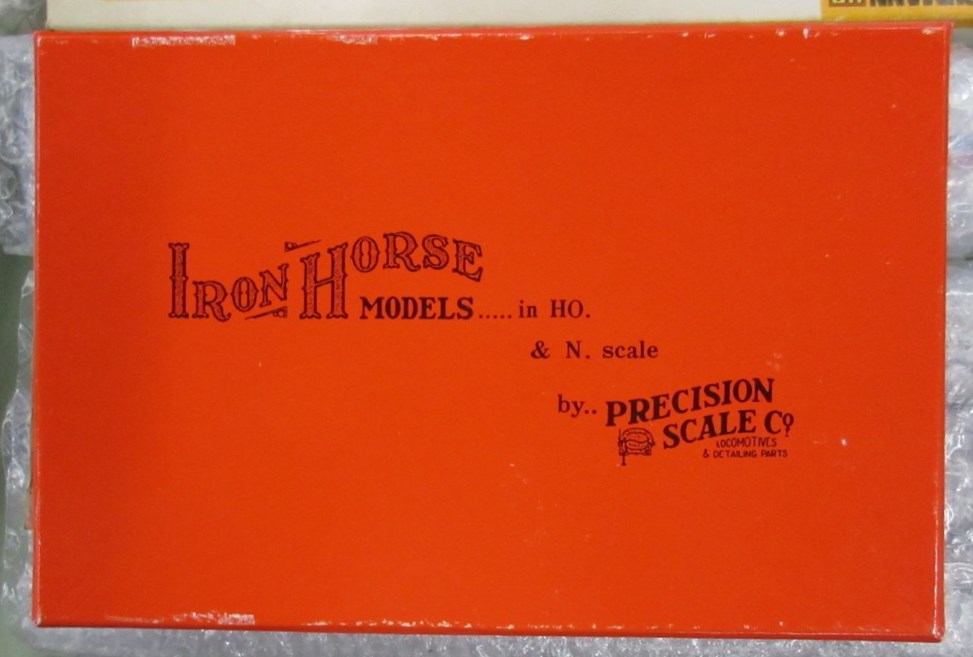 IRON HORSE
MODELS.....in HO.
& N. scale
by.. PRECISION
SCALE Co.
LOCOMOTIVES
& DETAILING PARTS